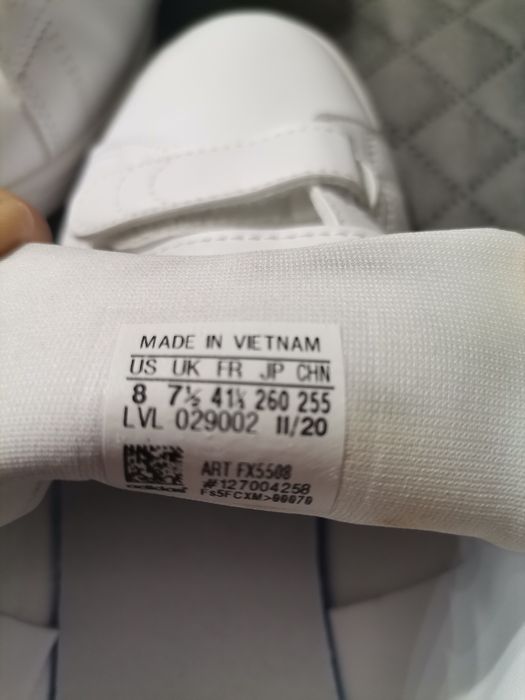 MADE IN VIETNAM
US UK FR JP CHN
8 7½ 41⅓ 260 255
LVL 029002 11/20
ART FX5508
#127004258
adidas